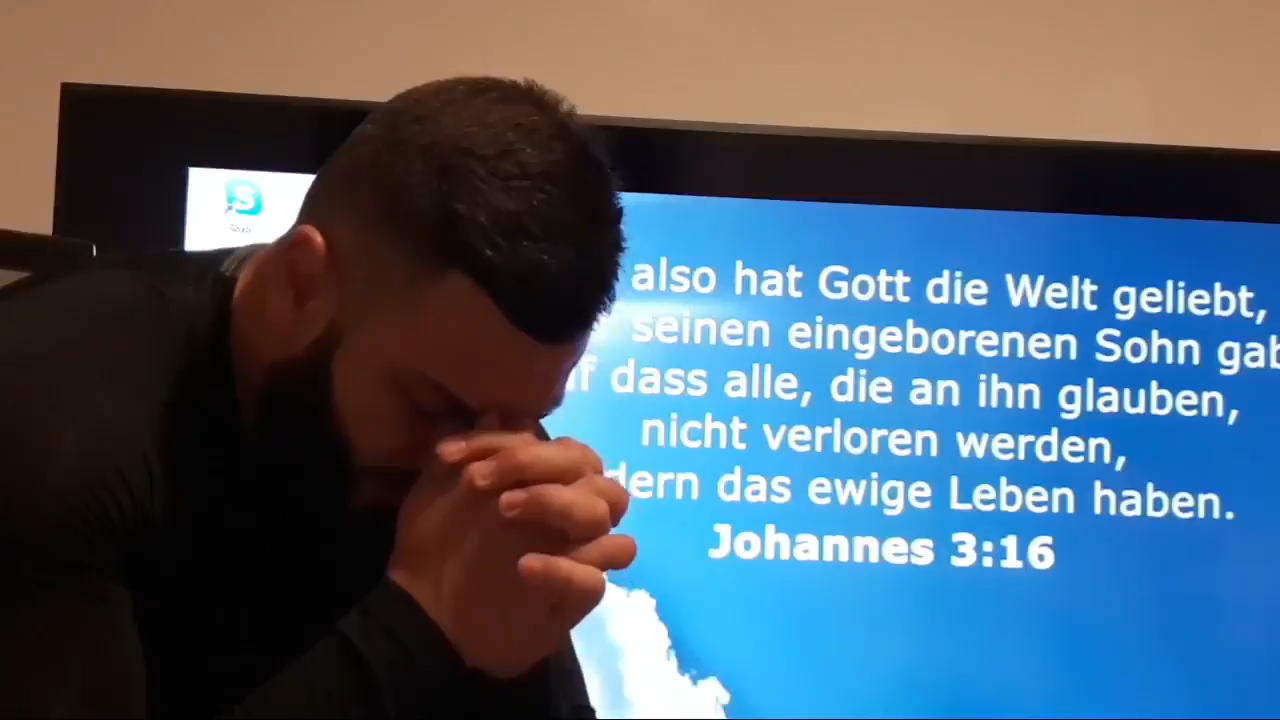 S
also hat Gott die Welt geliebt,
seinen eingeborenen Sohn gab
dass alle, die an ihn glauben,
nicht verloren werden,
dern das ewige Leben haben.
Johannes 3:16